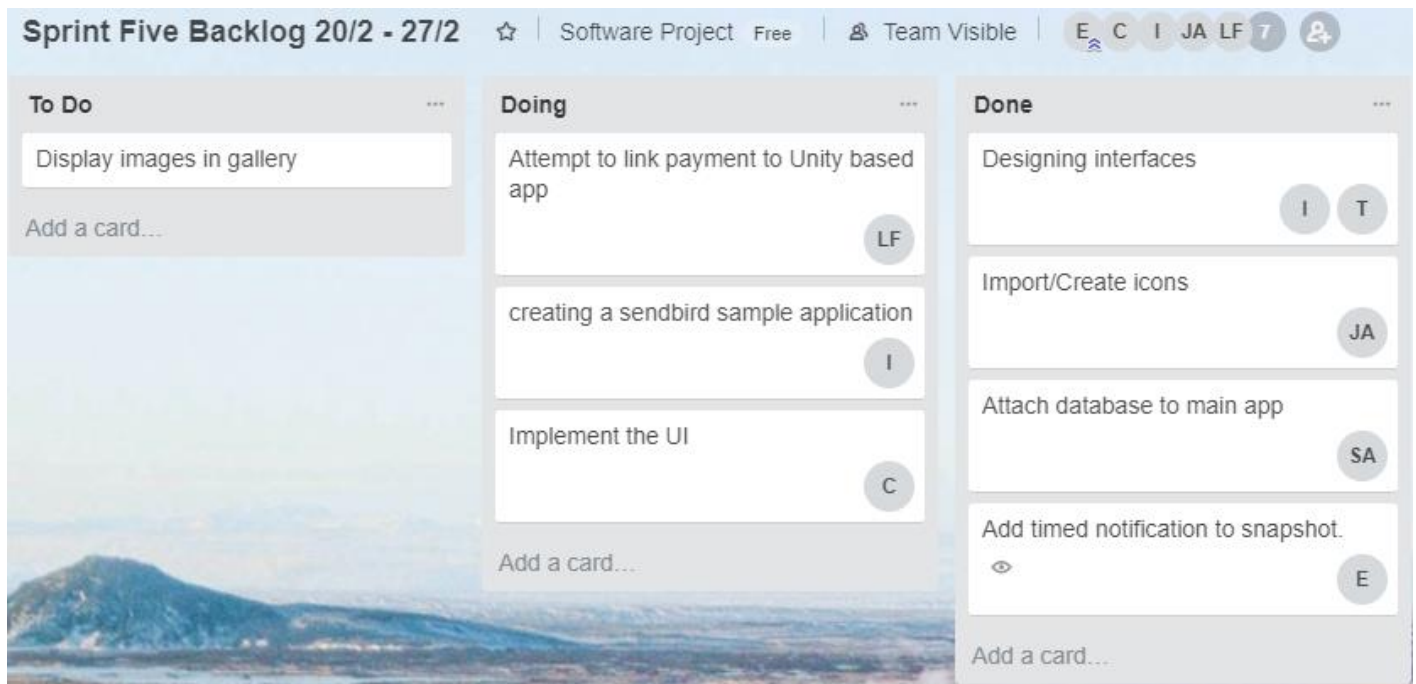 Sprint Five Backlog 20/2 - 27/2 Software Project Free Team Visible E C I JA LF 7
To Do ...
Display images in gallery
Add a card...
Doing ...
Attempt to link payment to Unity based
app
LF
creating a sendbird sample application
I
Implement the UI
C
Add a card...
Done ...
Designing interfaces
I T
Import/Create icons
JA
Attach database to main app
SA
Add timed notification to snapshot.
E
Add a card...